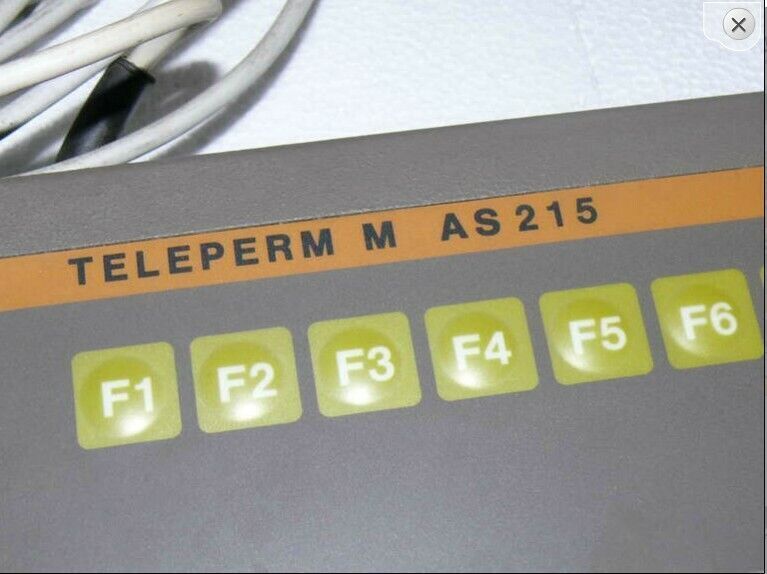 TELEPERM M AS 215
F1 F2 F3 F4 F5 F6